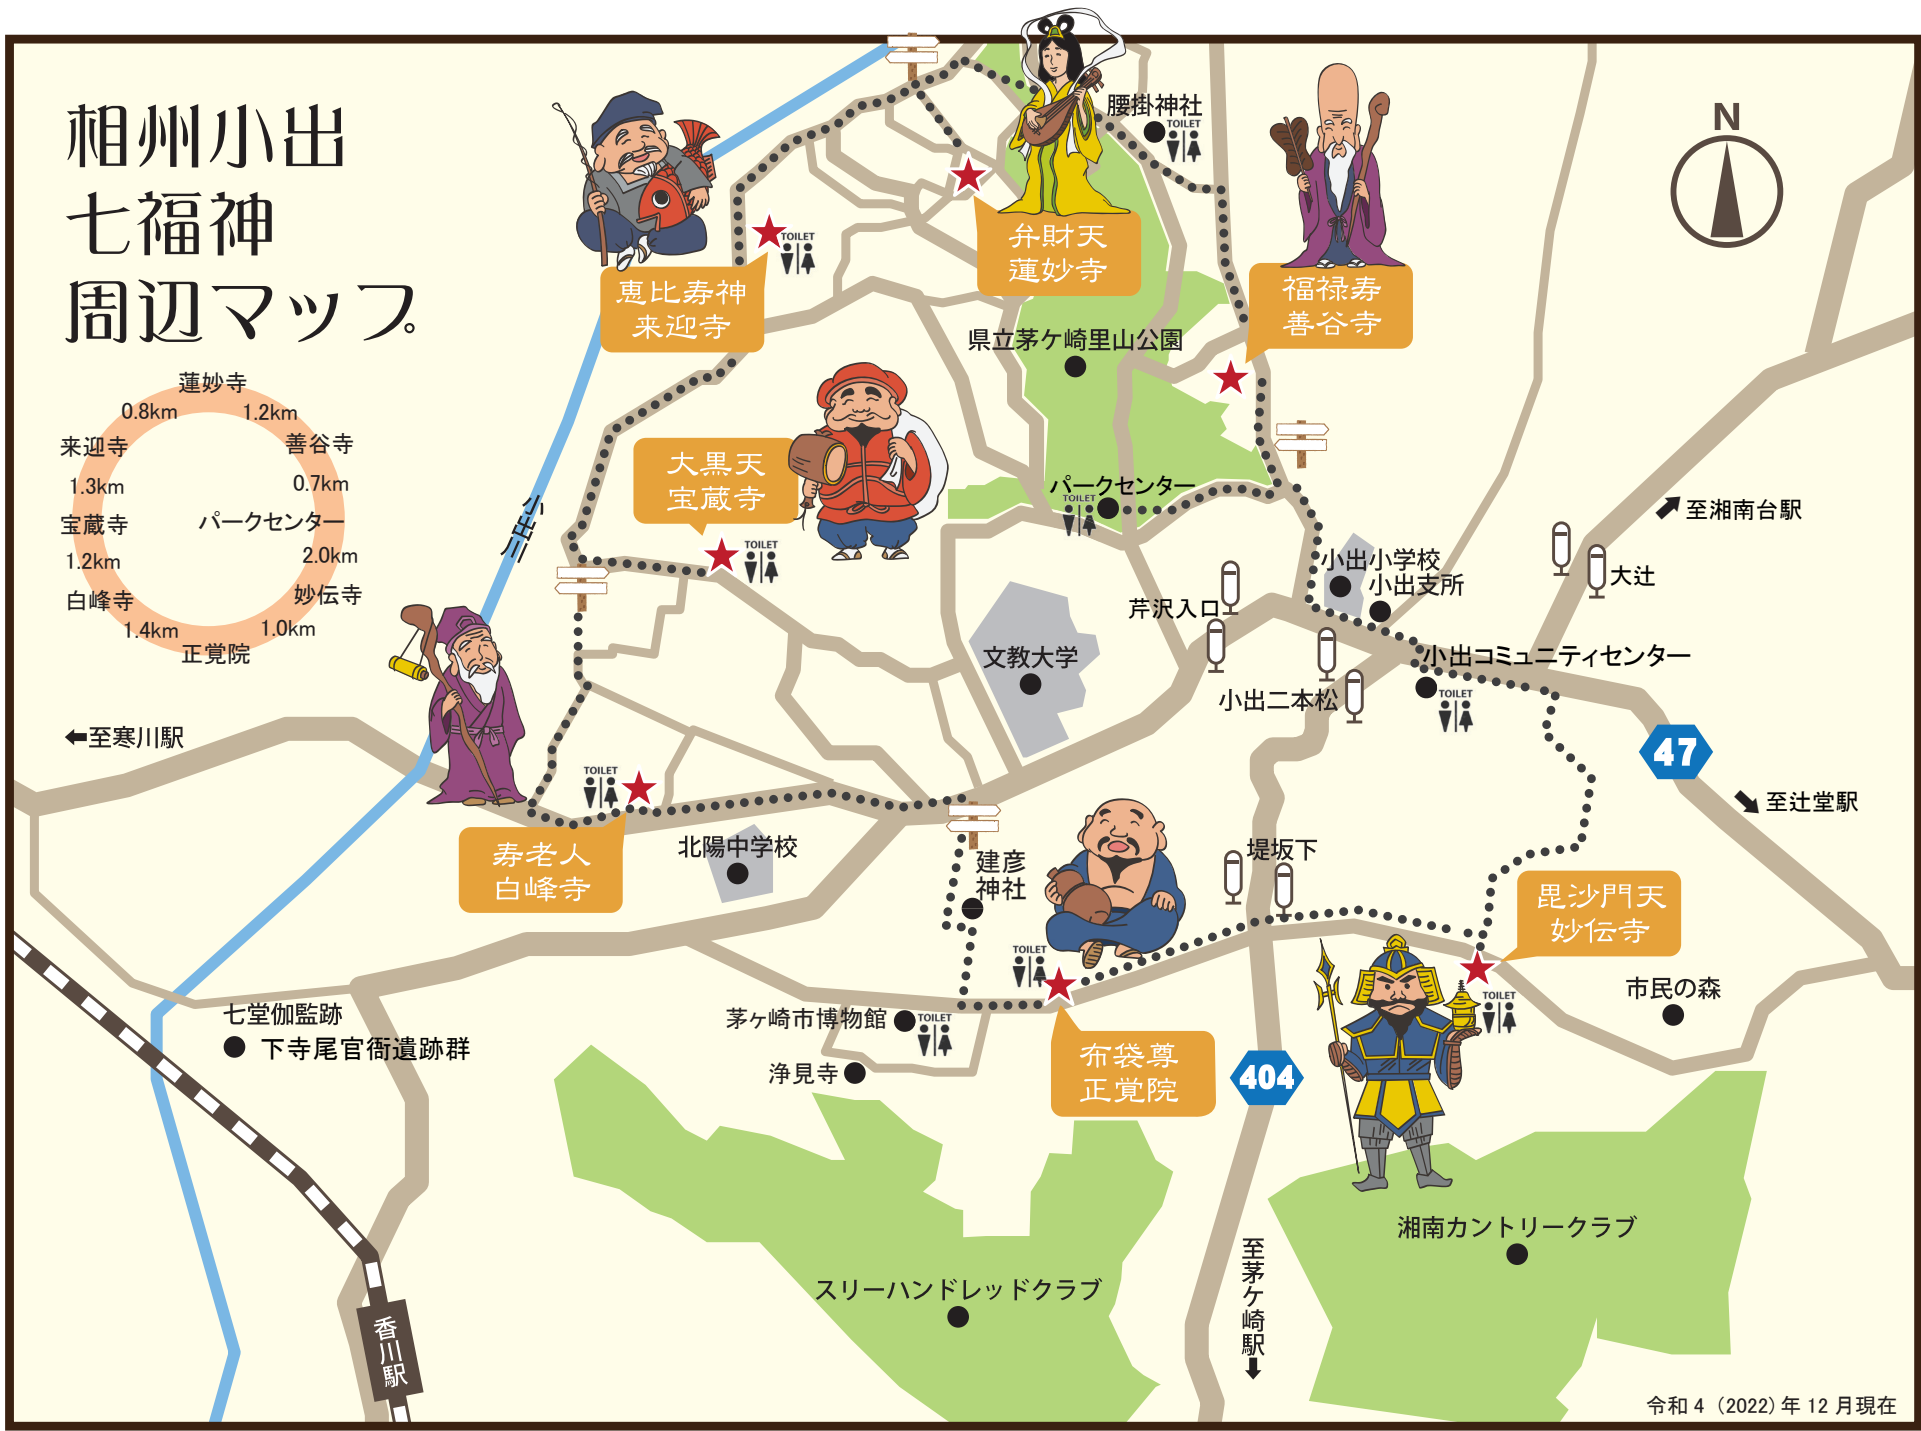 相州小出
七福神
周辺マップ
N
腰掛神社
TOILET
TOILET
恵比寿神
来迎寺
弁財天
蓮妙寺
福禄寿
善谷寺
県立茅ケ崎里山公園
蓮妙寺
0.8km
1.2km
来迎寺
善谷寺
1.3km
0.7km
宝蔵寺
パークセンター
1.2km
2.0km
白峰寺
妙伝寺
1.4km
1.0km
正覚院
小出川
大黒天
宝蔵寺
TOILET
パークセンター
TOILET
至湘南台駅
大辻
小出小学校
小出支所
芹沢入口
文教大学
小出コミュニティセンター
TOILET
小出二本松
47
至辻堂駅
至寒川駅
TOILET
寿老人
白峰寺
北陽中学校
建彦
神社
堤坂下
毘沙門天
妙伝寺
TOILET
TOILET
市民の森
茅ヶ崎市博物館
TOILET
浄見寺
布袋尊
正覚院
404
七堂伽監跡
下寺尾官衙遺跡群
湘南カントリークラブ
スリーハンドレッドクラブ
至茅ケ崎駅
香川駅
令和4（2022）年12月現在